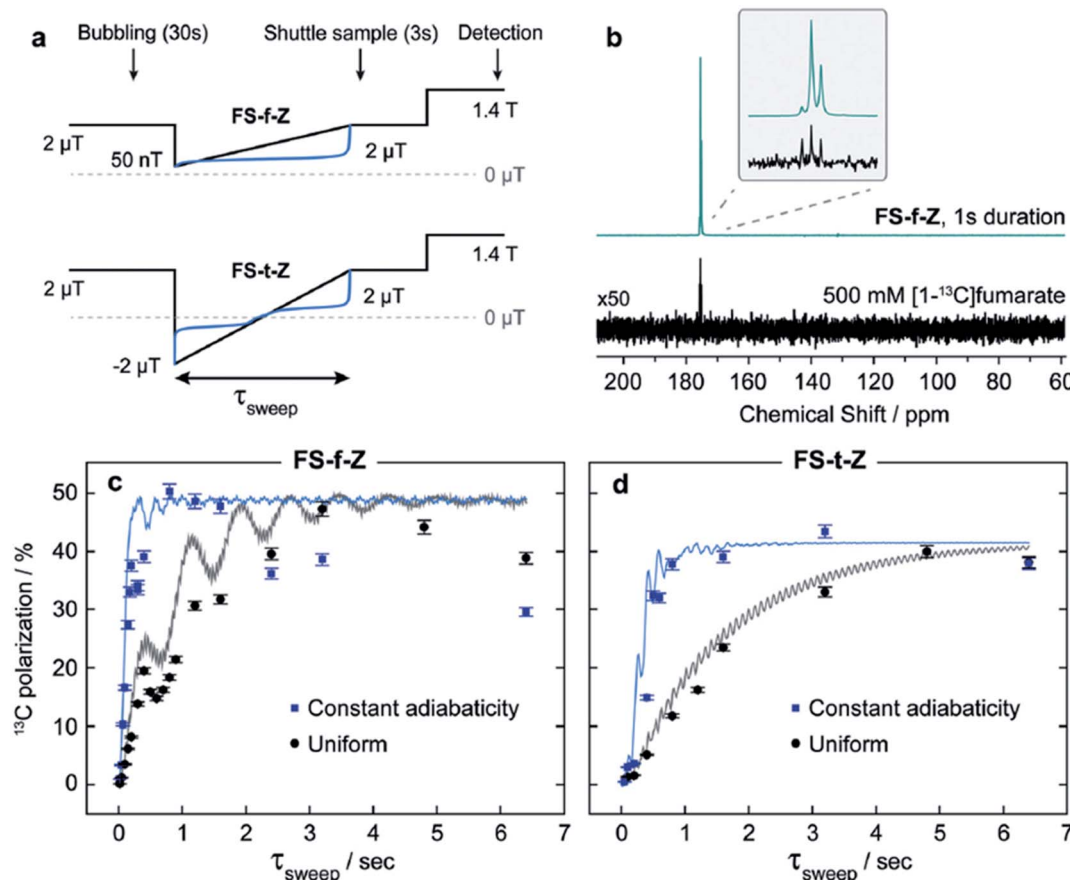 a
Bubbling (30s)
Shuttle sample (3s)
Detection
FS-f-Z
1.4 T
2 µT
50 nT
2 µT
0 µT
FS-t-Z
1.4 T
2 µT
2 µT
0 µT
-2 µT
τsweep
b
FS-f-Z, 1s duration
x50
500 mM [1-¹³C]fumarate
200 180 160 140 120 100 80 60
Chemical Shift / ppm
FS-f-Z
c
50
40
30
20
10
0
¹³C polarization / %
Constant adiabaticity
Uniform
0 1 2 3 4 5 6 7
τsweep / sec
FS-t-Z
d
Constant adiabaticity
Uniform
0 1 2 3 4 5 6 7
τsweep / sec